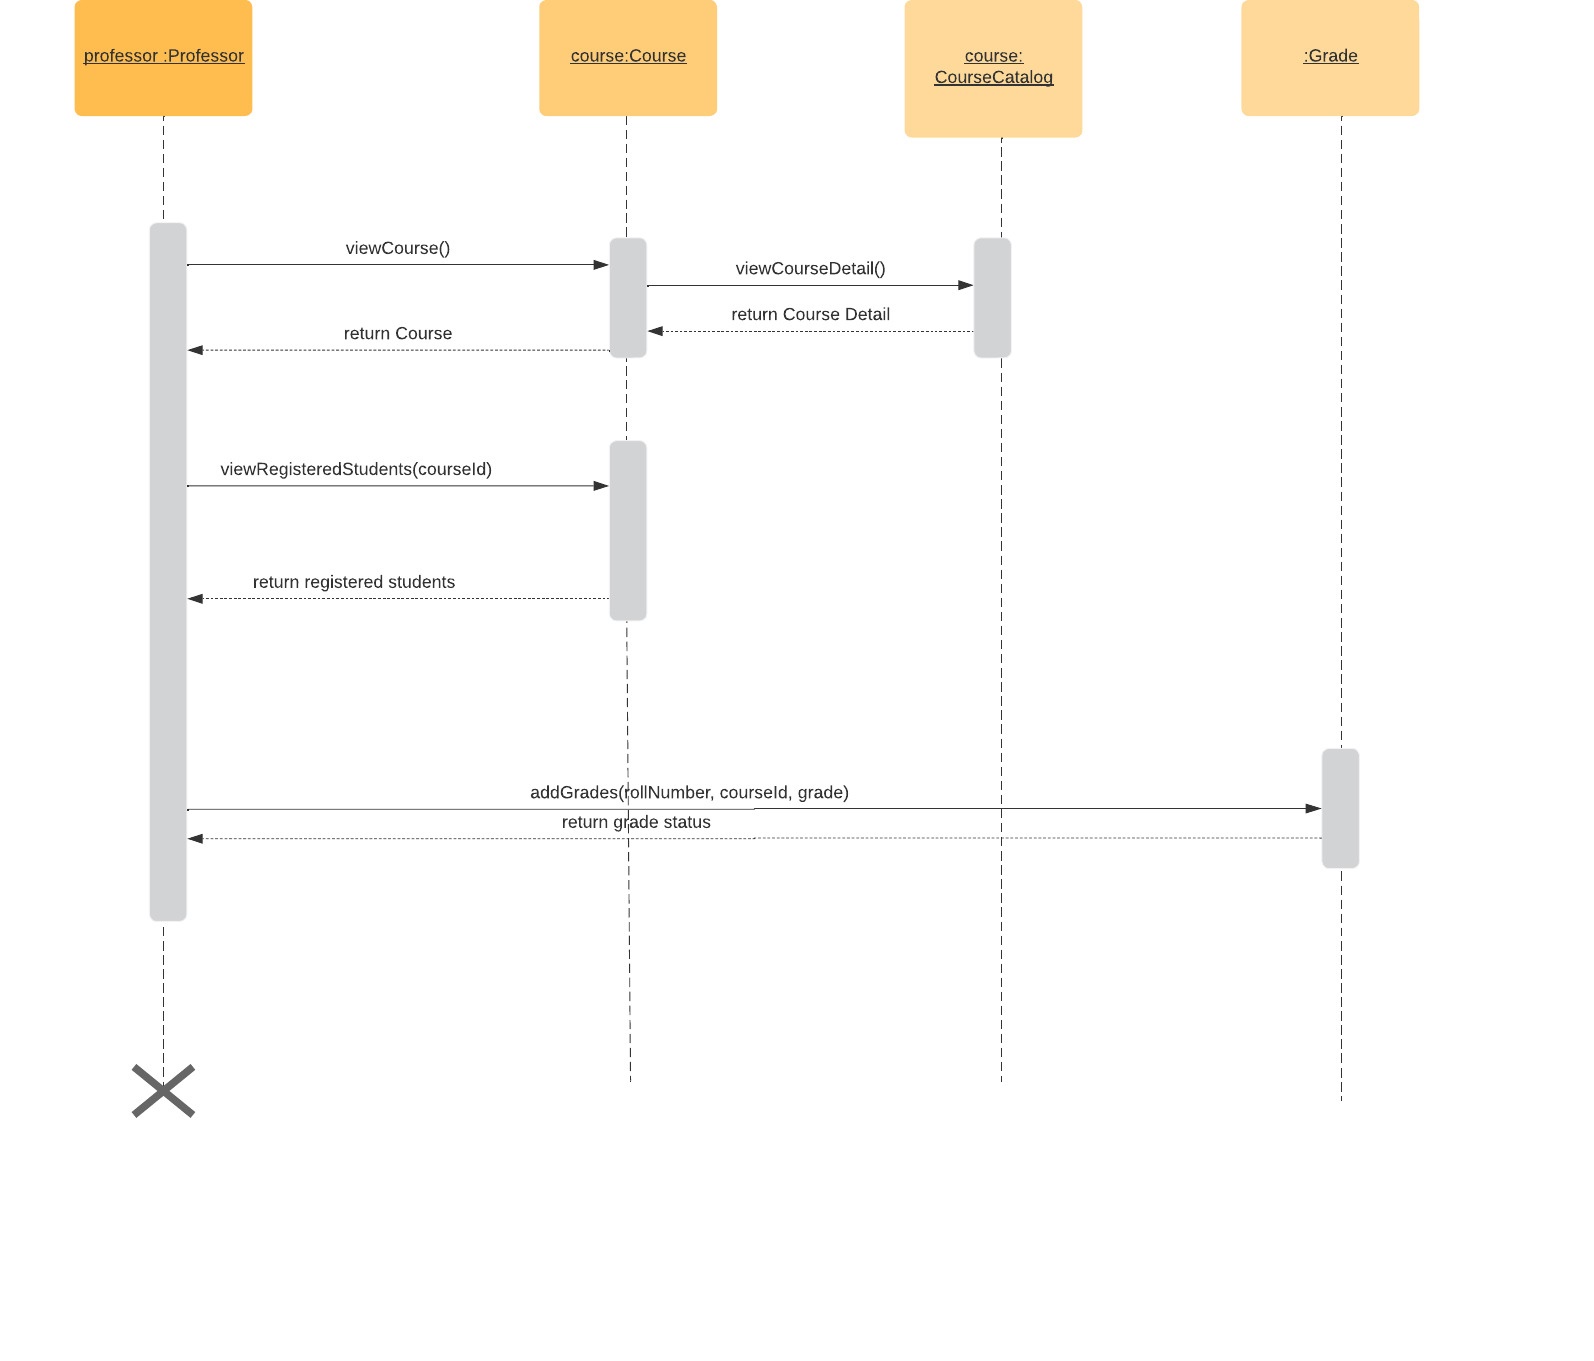 professor :Professor
course:Course
course:
CourseCatalog
:Grade
viewCourse()
viewCourseDetail()
return Course Detail
return Course
viewRegisteredStudents(courseId)
return registered students
addGrades(rollNumber, courseId, grade)
return grade status